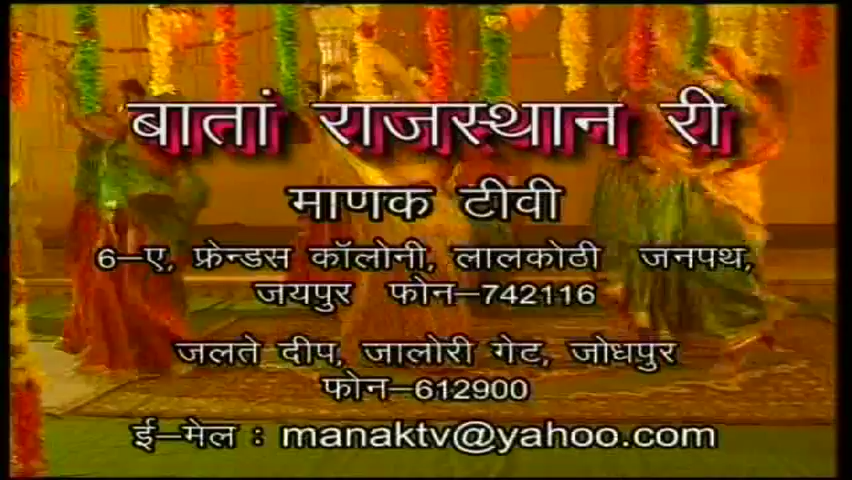 बातां राजस्थान री
माणक टीवी
6–ए, फ्रेन्डस कॉलोनी, लालकोठी जनपथ,
जयपुर फोन–742116
जलते दीप, जालोरी गेट, जोधपुर
फोन–612900
ई–मेल : manaktv@yahoo.com